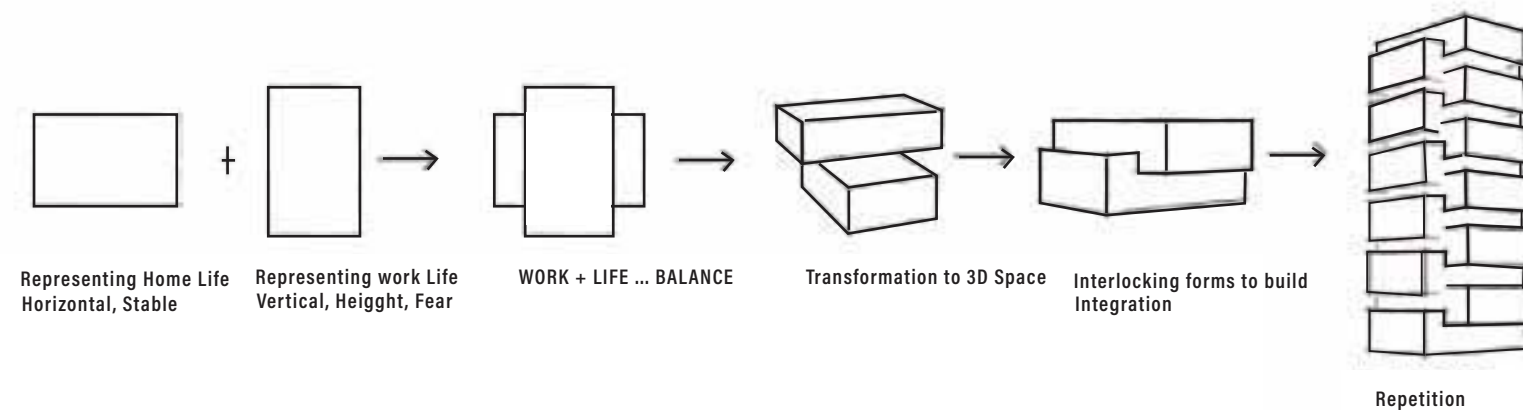 Representing Home Life
Horizontal, Stable
Representing work Life
Vertical, Heigght, Fear
WORK + LIFE ... BALANCE
Transformation to 3D Space
Interlocking forms to build
Integration
Repetition